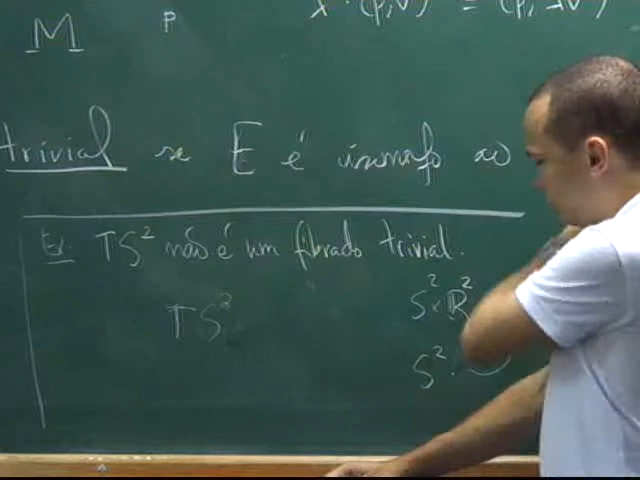 M P λ · (p, v) = (p, λv)
trivial se E é isomorfo ao
Ex TS² não é um fibrado trivial.
TS² S² × ℝ²
S²